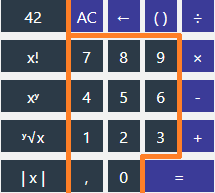 42 AC ← ( ) ÷
x! 7 8 9 ×
xʸ 4 5 6 -
ʸ√x 1 2 3 +
| x | , 0 =